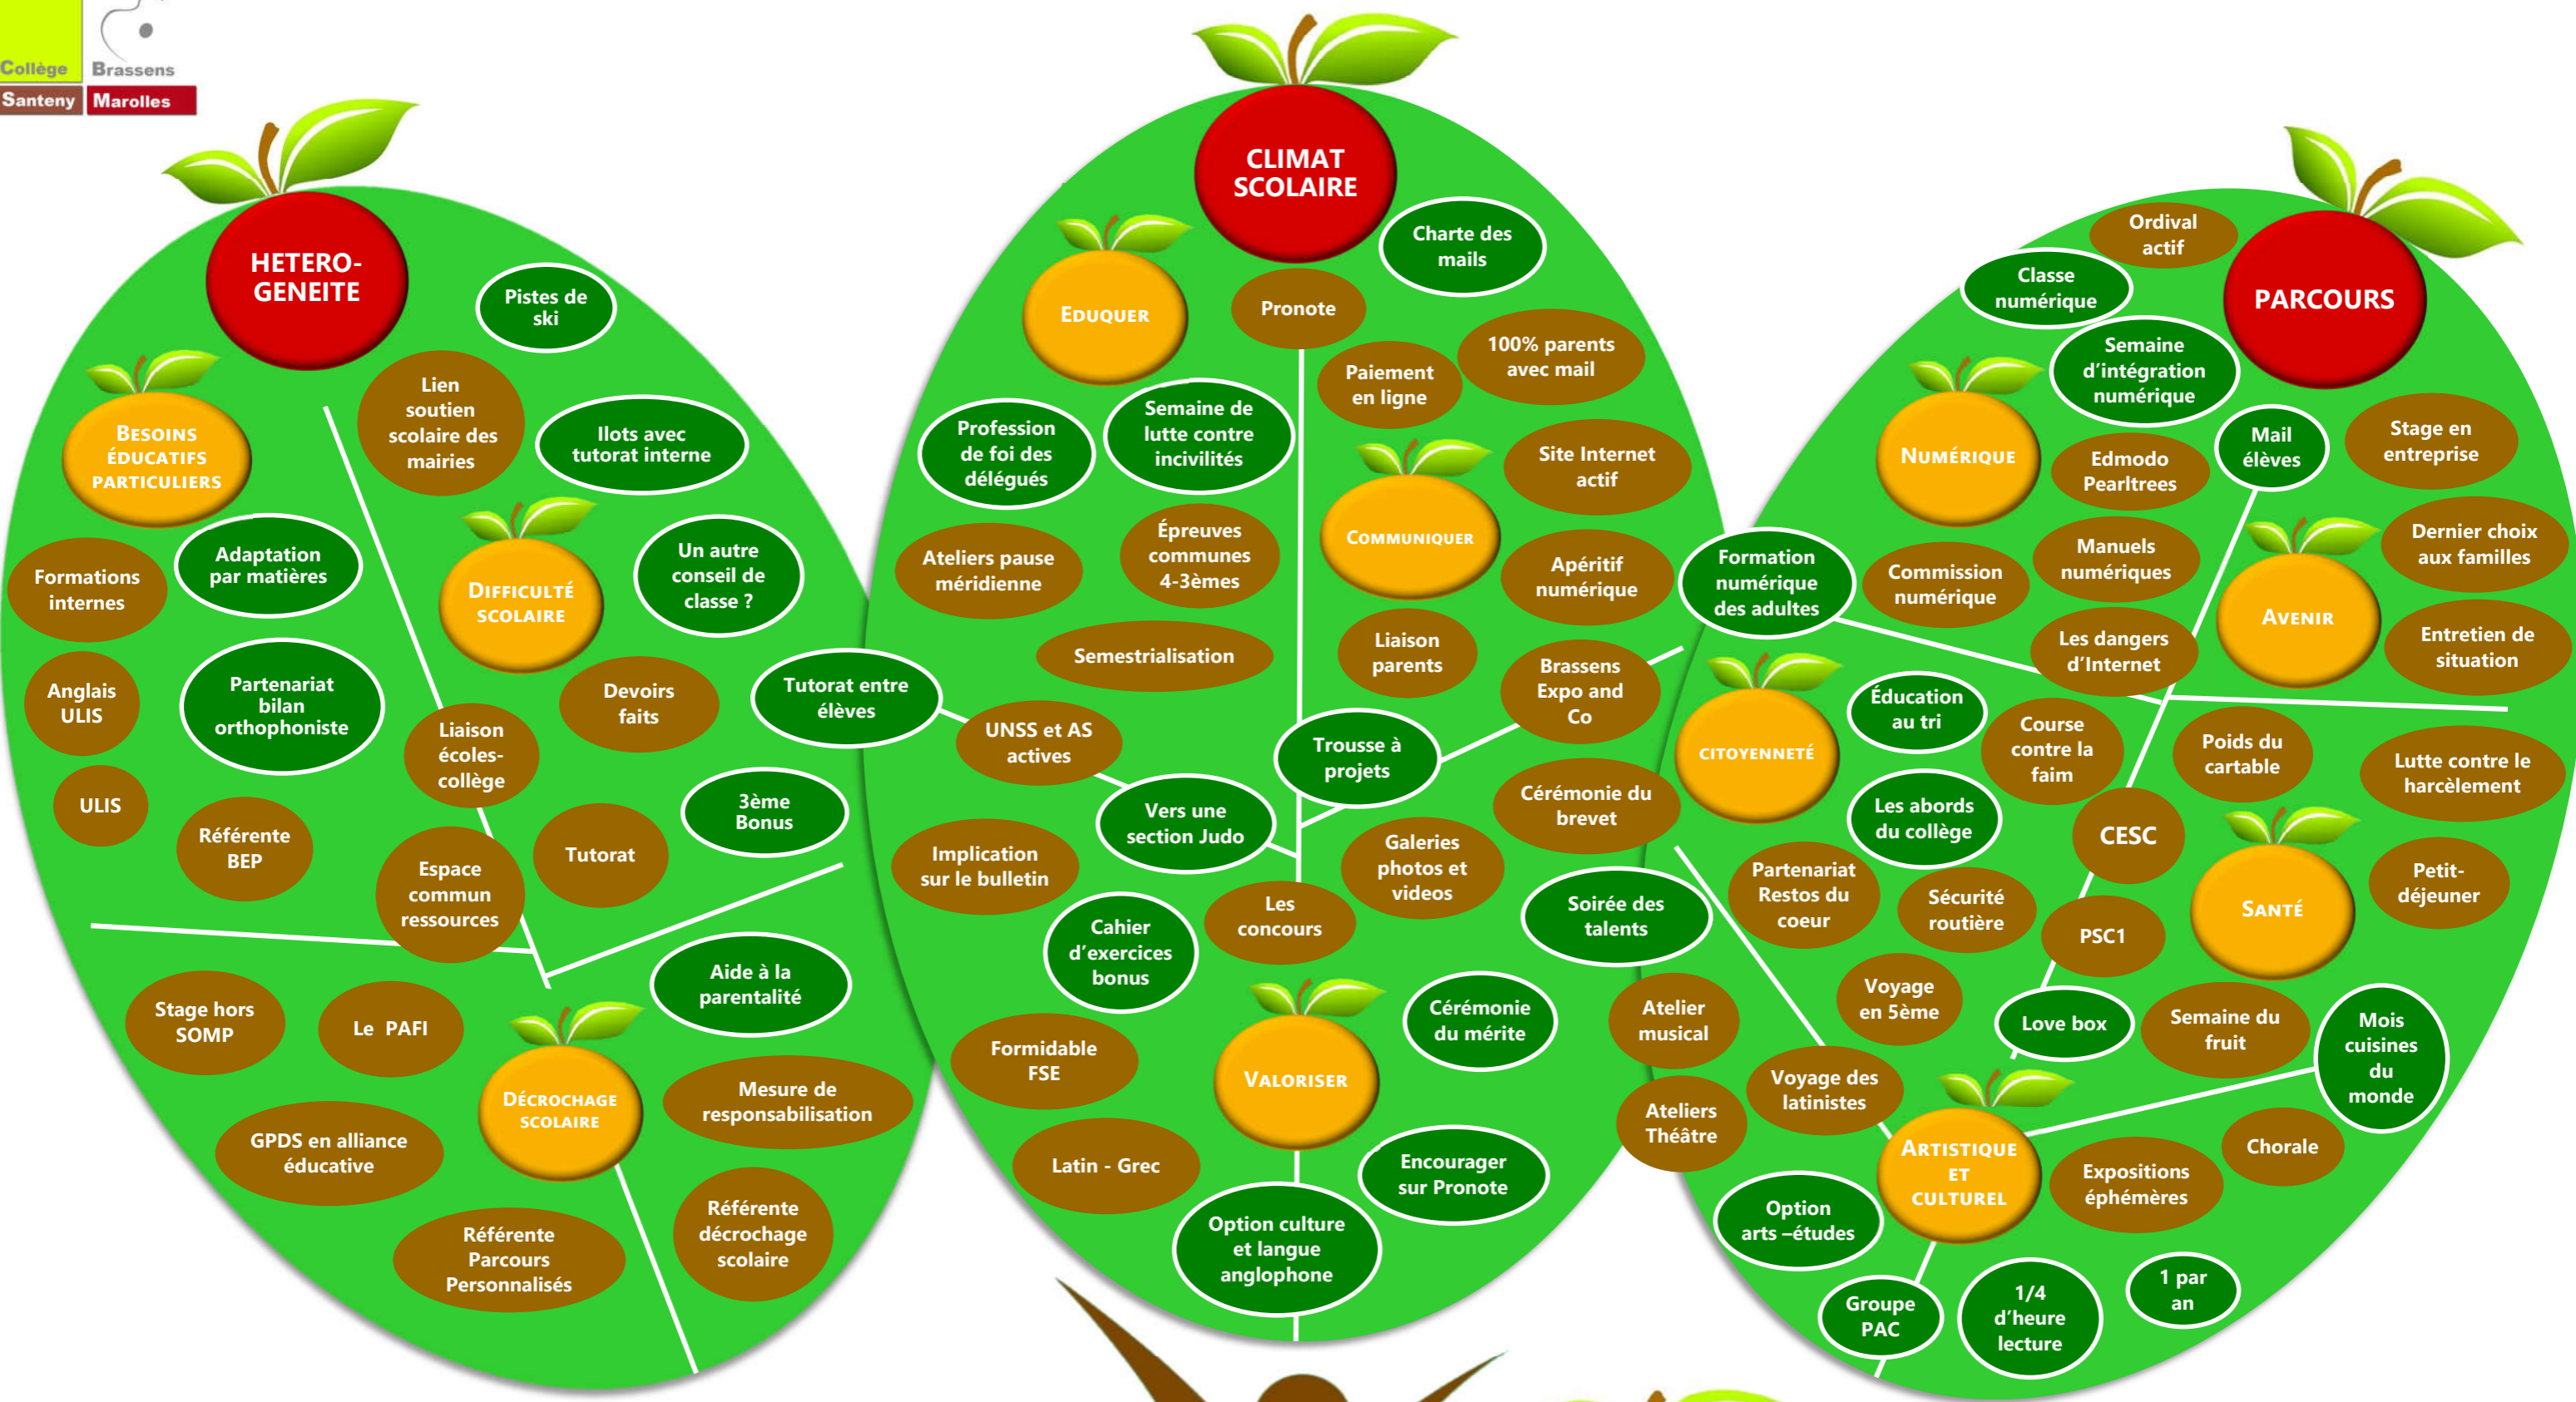 Collège Brassens
Santeny Marolles
HETERO-
GENEITE
Pistes de
ski
Lien
soutien
scolaire des
mairies
Ilots avec
tutorat interne
BESOINS
ÉDUCATIFS
PARTICULIERS
Formations
internes
Adaptation
par matières
DIFFICULTÉ
SCOLAIRE
Un autre
conseil de
classe ?
Anglais
ULIS
Partenariat
bilan
orthophoniste
Devoirs
faits
Liaison
écoles-
collège
Tutorat entre
élèves
ULIS
Référente
BEP
Espace
commun
ressources
Tutorat
3ème
Bonus
Stage hors
SOMP
Le PAFI
Aide à la
parentalité
DÉCROCHAGE
SCOLAIRE
Mesure de
responsabilisation
GPDS en alliance
éducative
Référente
Parcours
Personnalisés
Référente
décrochage
scolaire
CLIMAT
SCOLAIRE
Charte des
mails
EDUQUER
Pronote
Paiement
en ligne
100% parents
avec mail
Profession
de foi des
délégués
Semaine de
lutte contre
incivilités
Site Internet
actif
COMMUNIQUER
Ateliers pause
méridienne
Épreuves
communes
4-3èmes
Apéritif
numérique
Semestrialisation
Liaison
parents
Brassens
Expo and
Co
UNSS et AS
actives
Trousse à
projets
Vers une
section Judo
Cérémonie du
brevet
Implication
sur le bulletin
Galeries
photos et
videos
Cahier
d'exercices
bonus
Les
concours
Soirée des
talents
Formidable
FSE
VALORISER
Cérémonie
du mérite
Latin - Grec
Encourager
sur Pronote
Option culture
et langue
anglophone
PARCOURS
Ordival
actif
Classe
numérique
Semaine
d'intégration
numérique
NUMÉRIQUE
Edmodo
Pearltrees
Mail
élèves
Stage en
entreprise
Formation
numérique
des adultes
Commission
numérique
Manuels
numériques
Dernier choix
aux familles
AVENIR
Les dangers
d'Internet
Entretien de
situation
CITOYENNETÉ
Éducation
au tri
Course
contre la
faim
Poids du
cartable
Lutte contre le
harcèlement
Les abords
du collège
CESC
Partenariat
Restos du
coeur
Sécurité
routière
PSC1
SANTÉ
Petit-
déjeuner
Voyage
en 5ème
Love box
Semaine du
fruit
Mois
cuisines
du
monde
Atelier
musical
Ateliers
Théâtre
Voyage des
latinistes
ARTISTIQUE
ET
CULTUREL
Expositions
éphémères
Chorale
Option
arts –études
Groupe
PAC
1/4
d'heure
lecture
1 par
an